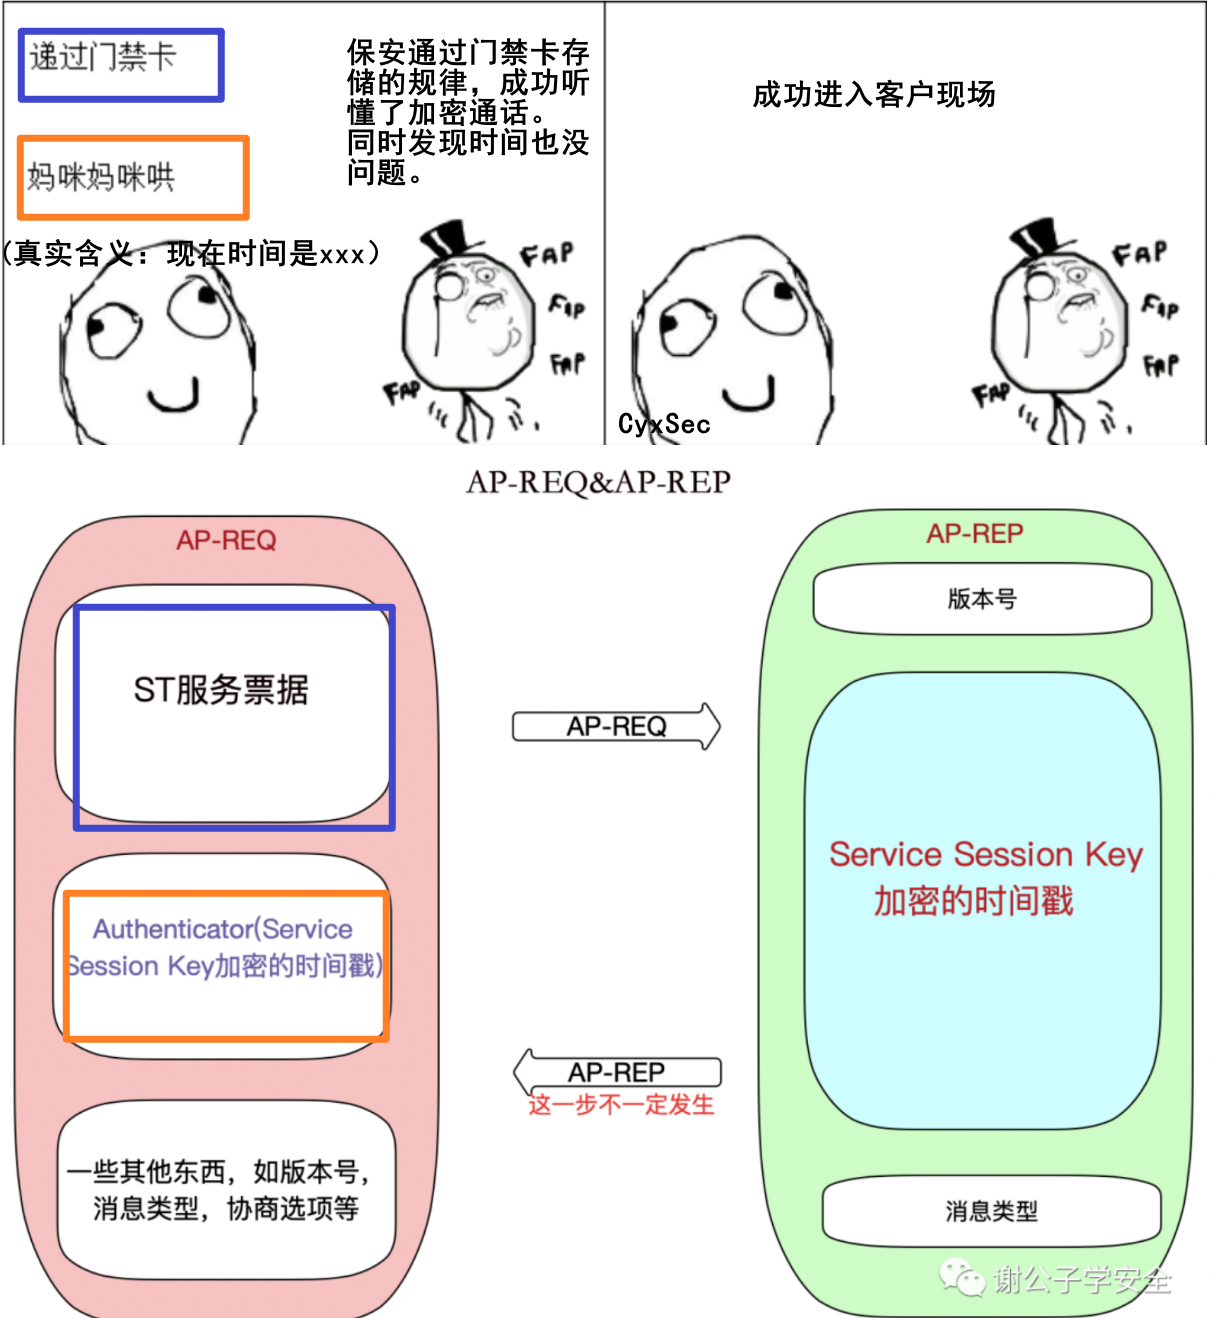 递过门禁卡
妈咪妈咪哄
(真实含义：现在时间是xxx)
保安通过门禁卡存
储的规律，成功听
懂了加密通话。
同时发现时间也没
问题。
FAP
FAP
FAP
FAP
成功进入客户现场
FAP
FAP
FAP
FAP
CyxSec
AP-REQ&AP-REP
AP-REQ
ST服务票据
Authenticator(Service
Session Key加密的时间戳)
一些其他东西，如版本号，
消息类型，协商选项等
AP-REQ
AP-REP
这一步不一定发生
AP-REP
版本号
Service Session Key
加密的时间戳
消息类型
谢公子学安全